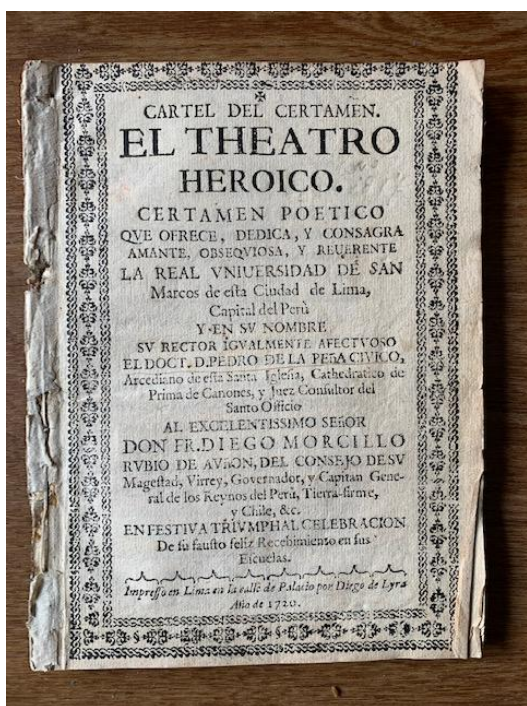 CARTEL DEL CERTAMEN.
EL THEATRO
HEROICO.
CERTAMEN POETICO
QVE OFRECE, DEDICA, Y CONSAGRA
AMANTE, OBSEQVIOSA, Y REUERENTE
LA REAL VNIUERSIDAD DE SAN
Marcos de esta Ciudad de Lima,
Capital del Perù
Y EN SV NOMBRE
SV RECTOR IGVALMENTE AFECTVOSO
EL DOCT. D. PEDRO DE LA PEñA CIVICO,
Arcediano de esta Santa Iglesia, Cathedratico de
Prima de Canones, y Juez Consultor del
Santo Officio
AL EXCELENTISSIMO SEñOR
DON FR. DIEGO MORCILLO
RVBIO DE AVñON, DEL CONSEJO DE SV
Magestad, Virrey, Governador, y Capitan Gene-
ral de los Reynos del Perù, Tierra-firme,
y Chile, &c.
EN FESTIVA TRIVMPHAL CELEBRACION
De su fausto feliz Recebimiento en sus
Escuelas.
Impresso en Lima en la calle de Palacio por Diego de Lyra
Año de 1720.